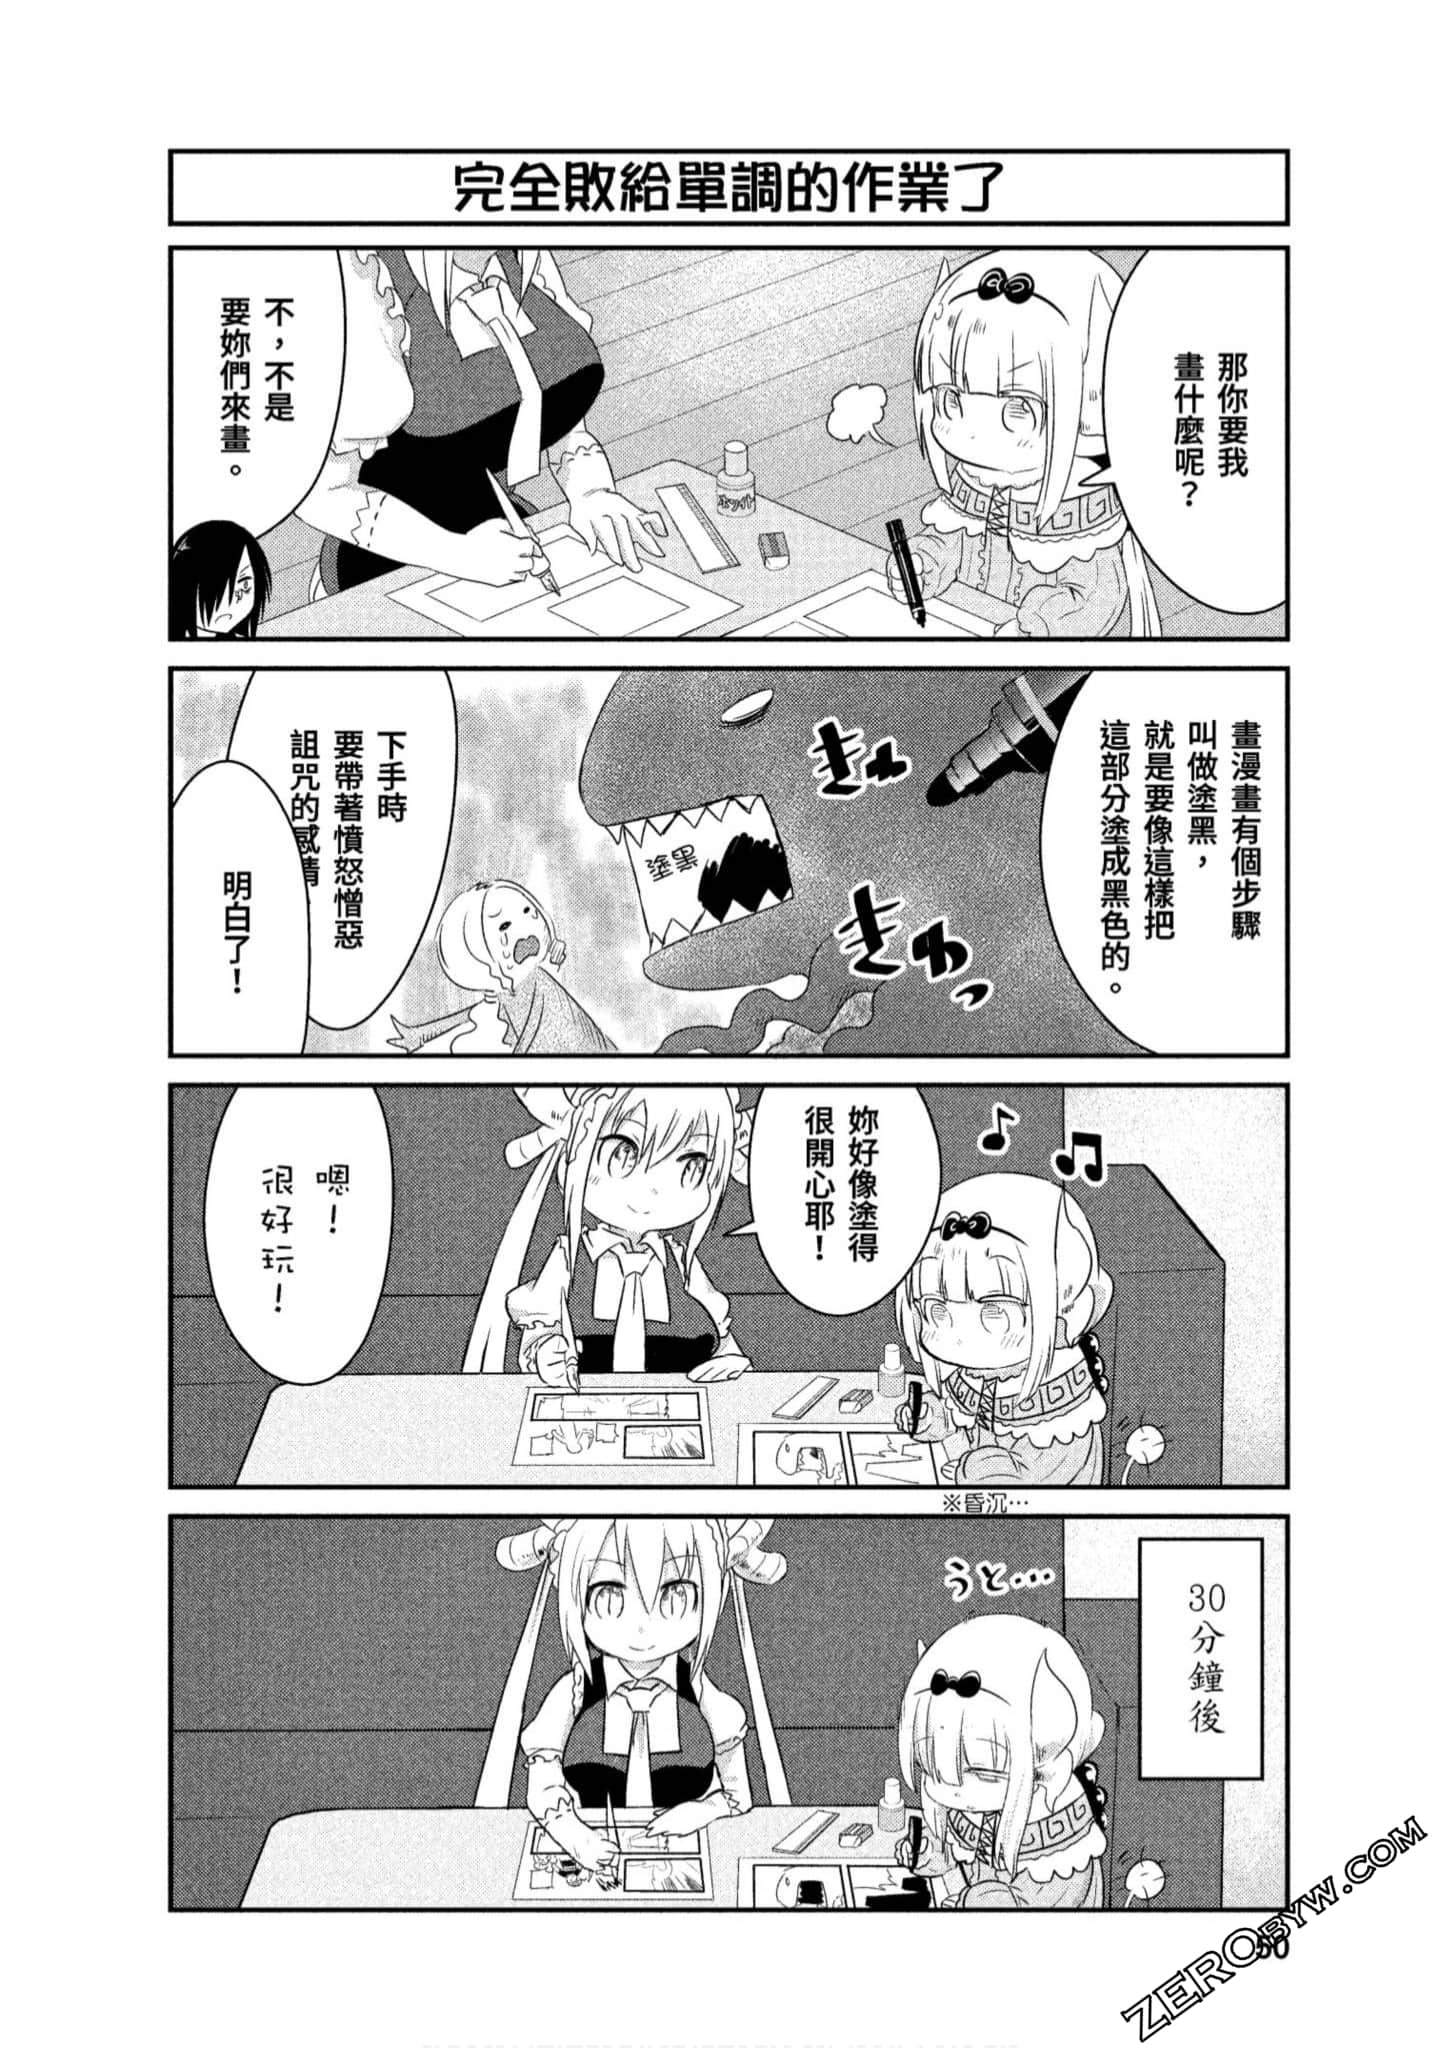 完全敗給單調的作業了
那你要我
畫什麼呢？
ホワイト
不，不是
要妳們來畫。
畫漫畫有個步驟
叫做塗黑，
就是要像這樣把
這部分塗成黑色的。
きゅ
きゅっ
塗黑
下手時
要帶著憤怒憎惡
詛咒的感情
明白了！
妳好像塗得
很開心耶！
嗯！
很好玩！
※昏沉…
30分鐘後
うと…
50
ZEROBYW.COM